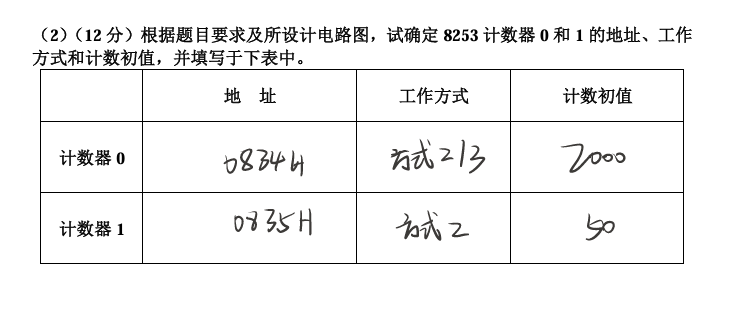 (2)(12 分)根据题目要求及所设计电路图,试确定 8253 计数器 0 和 1 的地址、工作
方式和计数初值,并填写于下表中。
地 址 工作方式 计数初值
计数器 0 0834H 方式2/3 2000
计数器 1 0835H 方式2 50